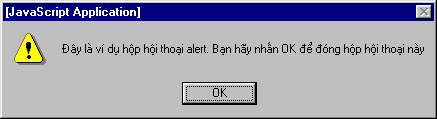 [JavaScript Application]
Đây là ví dụ hộp hội thoại alert. Bạn hãy nhấn OK để đóng hộp hội thoại này
OK